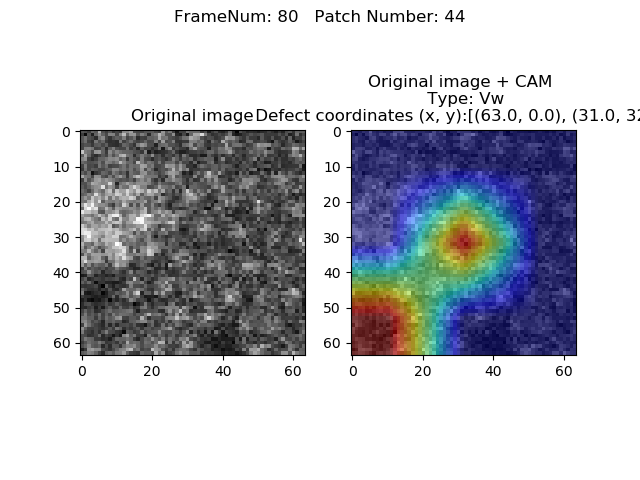 FrameNum: 80   Patch Number: 44
Original image + CAM
Type: Vw
Original image
Defect coordinates (x, y):[(63.0, 0.0), (31.0, 32
0
10
20
30
40
50
60
0 20 40 60
0
10
20
30
40
50
60
0 20 40 60